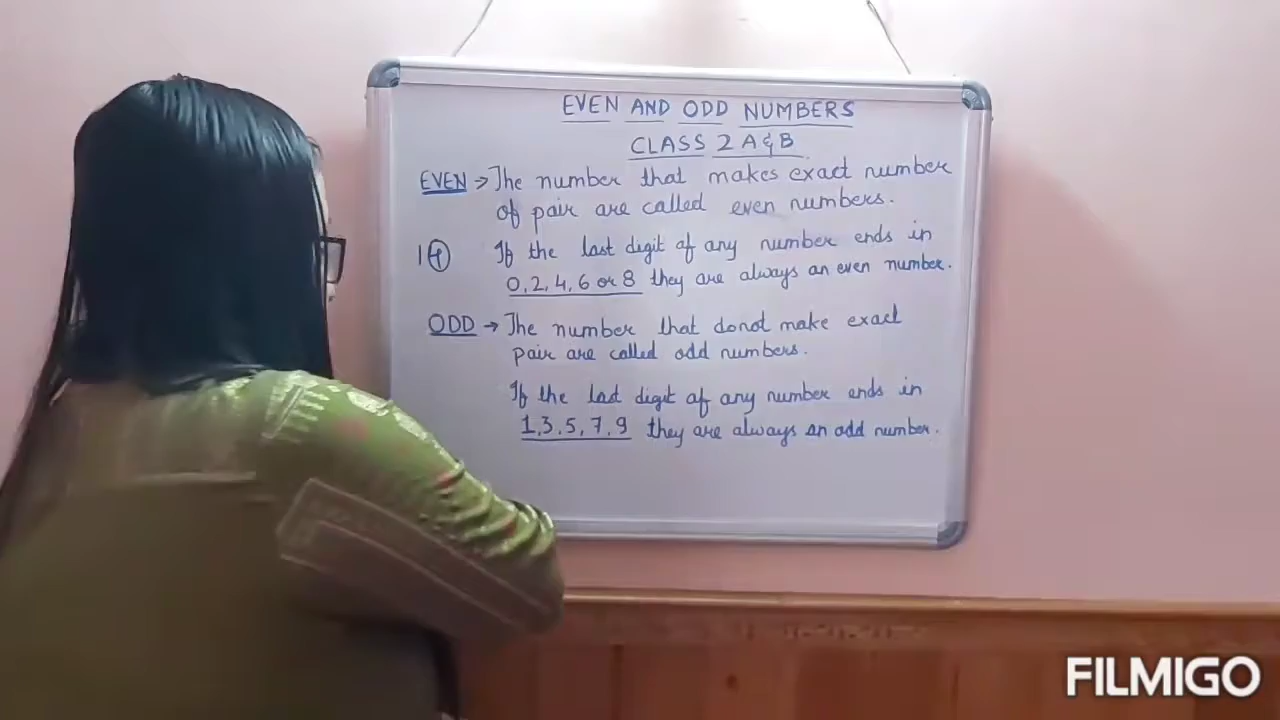 EVEN AND ODD NUMBERS
CLASS 2 A & B
EVEN → The number that makes exact number
of pair are called even numbers.
14 If the last digit of any number ends in
0, 2, 4, 6 or 8 they are always an even number.
ODD → The number that donot make exact
pair are called odd numbers.
If the last digit of any number ends in
1, 3, 5, 7, 9 they are always an odd number.
FILMIGO